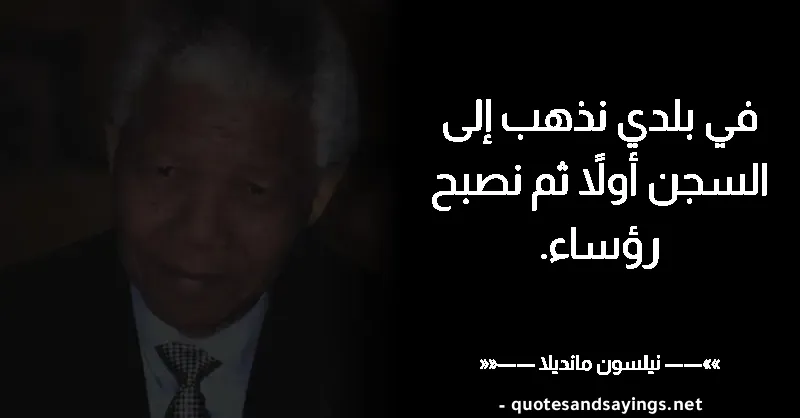 في بلدي نذهب إلى
السجن أولًا ثم نصبح
رؤساء.
»»—— نيلسون مانديلا ——««
- quotesandsayings.net